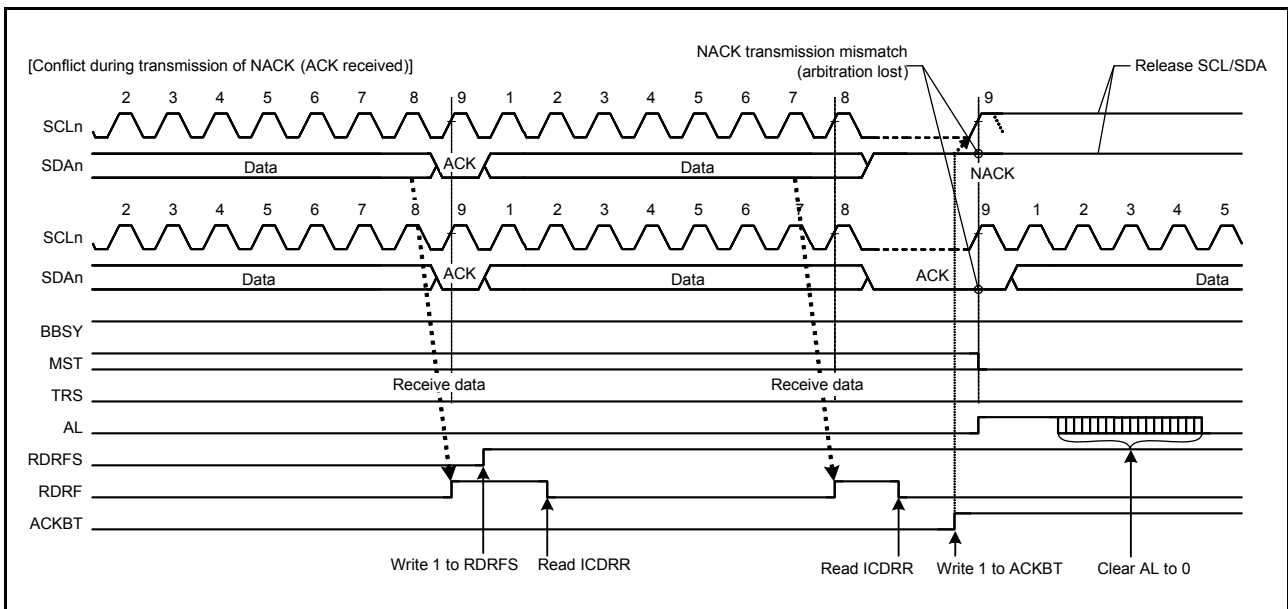 NACK transmission mismatch
(arbitration lost)
Release SCL/SDA
[Conflict during transmission of NACK (ACK received)]
2 3 4 5 6 7 8 9 1 2 3 4 5 6 7 8 9
SCLn
SDAn Data ACK Data NACK
2 3 4 5 6 7 8 9 1 2 3 4 5 6 7 8 9 1 2 3 4 5
SCLn
SDAn Data ACK Data ACK Data
BBSY
MST
Receive data Receive data
TRS
AL
RDRFS
RDRF
ACKBT
Write 1 to RDRFS Read ICDRR Read ICDRR Write 1 to ACKBT Clear AL to 0